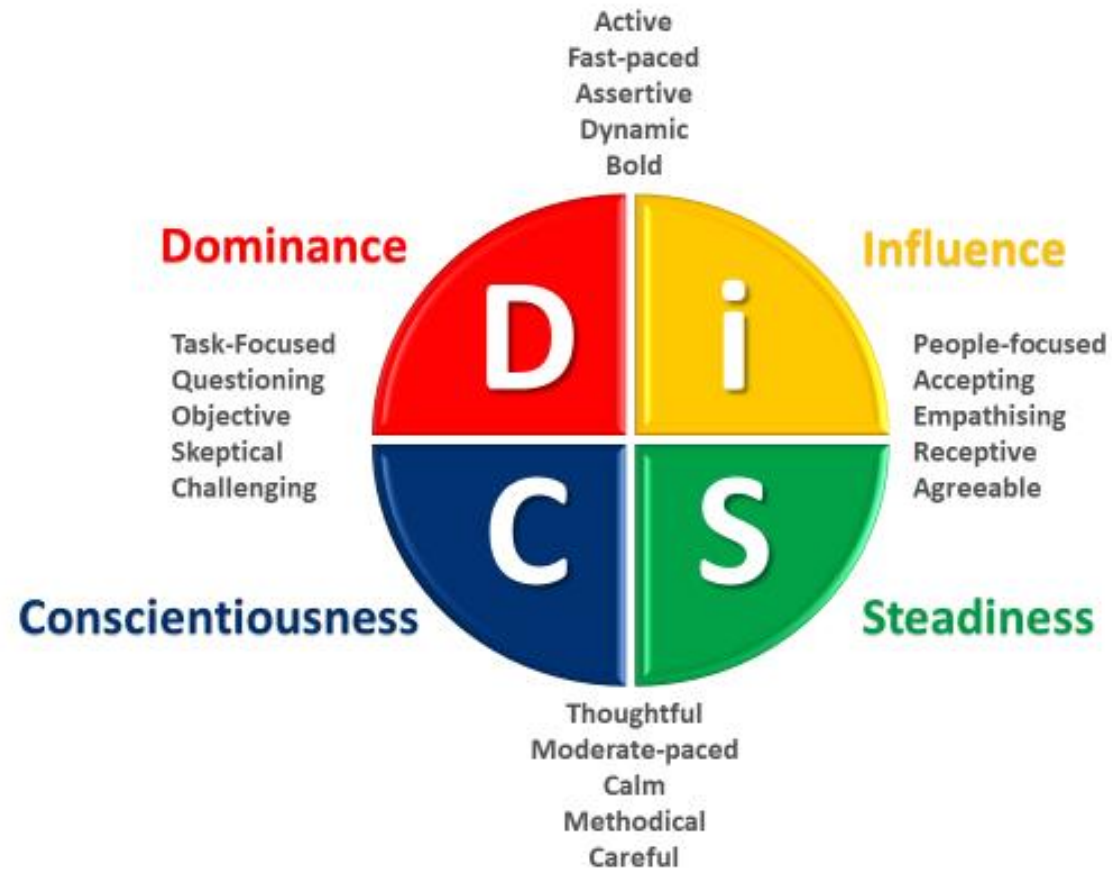 Active
Fast-paced
Assertive
Dynamic
Bold
Dominance
Influence
D
i
Task-Focused
Questioning
Objective
Skeptical
Challenging
People-focused
Accepting
Empathising
Receptive
Agreeable
C
S
Conscientiousness
Steadiness
Thoughtful
Moderate-paced
Calm
Methodical
Careful